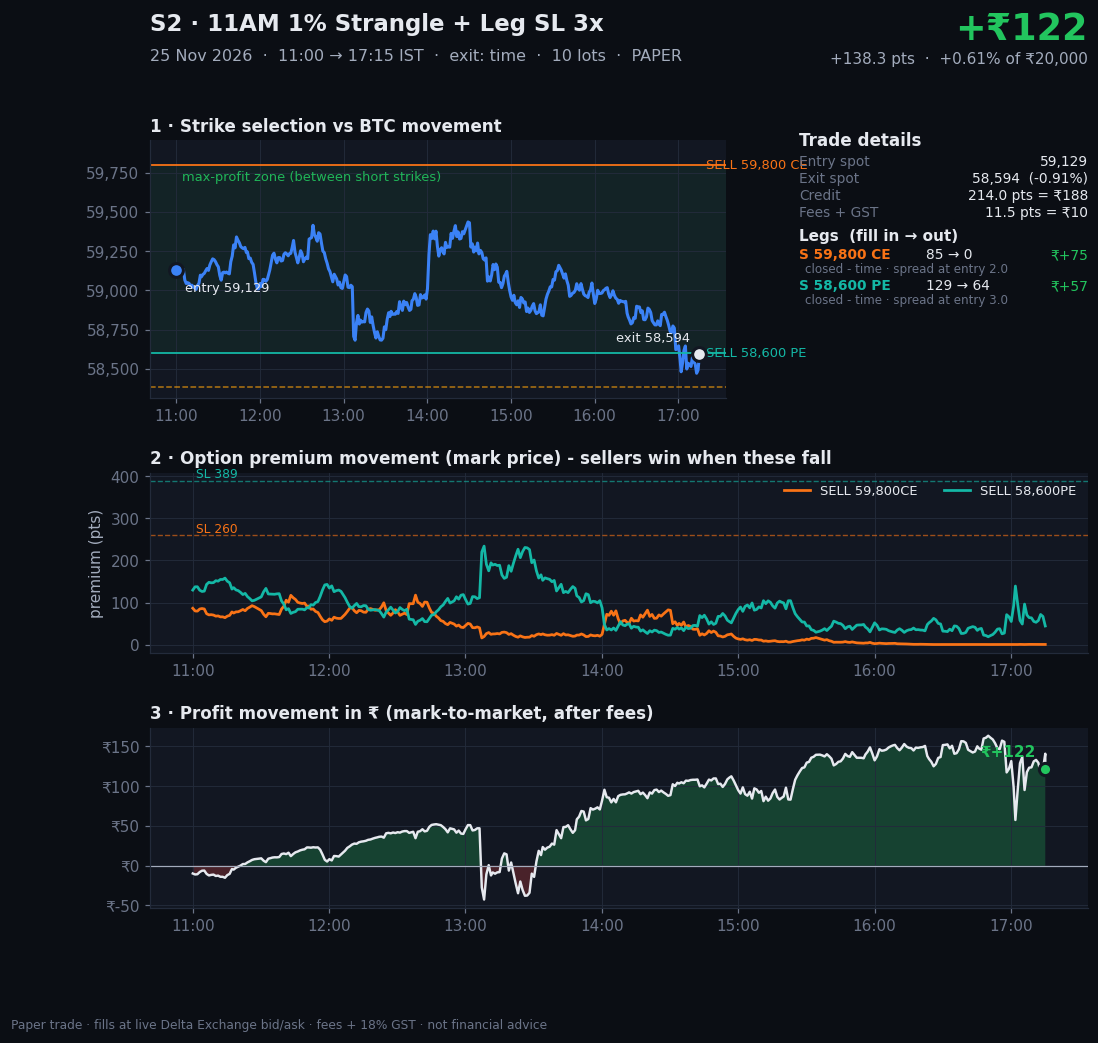 S2 · 11AM 1% Strangle + Leg SL 3x
+₹122
25 Nov 2026 · 11:00 → 17:15 IST · exit: time · 10 lots · PAPER
+138.3 pts · +0.61% of ₹20,000
1 · Strike selection vs BTC movement
59,750
59,500
59,250
59,000
58,750
58,500
SELL 59,800 CE
max-profit zone (between short strikes)
entry 59,129
exit 58,594
SELL 58,600 PE
11:00 12:00 13:00 14:00 15:00 16:00 17:00
Trade details
Entry spot 59,129
Exit spot 58,594 (-0.91%)
Credit 214.0 pts = ₹188
Fees + GST 11.5 pts = ₹10
Legs (fill in → out)
S 59,800 CE 85 → 0 ₹+75
closed - time · spread at entry 2.0
S 58,600 PE 129 → 64 ₹+57
closed - time · spread at entry 3.0
2 · Option premium movement (mark price) - sellers win when these fall
premium (pts)
400
300
200
100
0
SL 389
SL 260
SELL 59,800CE SELL 58,600PE
11:00 12:00 13:00 14:00 15:00 16:00 17:00
3 · Profit movement in ₹ (mark-to-market, after fees)
₹150
₹100
₹50
₹0
₹-50
₹+122
11:00 12:00 13:00 14:00 15:00 16:00 17:00
Paper trade · fills at live Delta Exchange bid/ask · fees + 18% GST · not financial advice